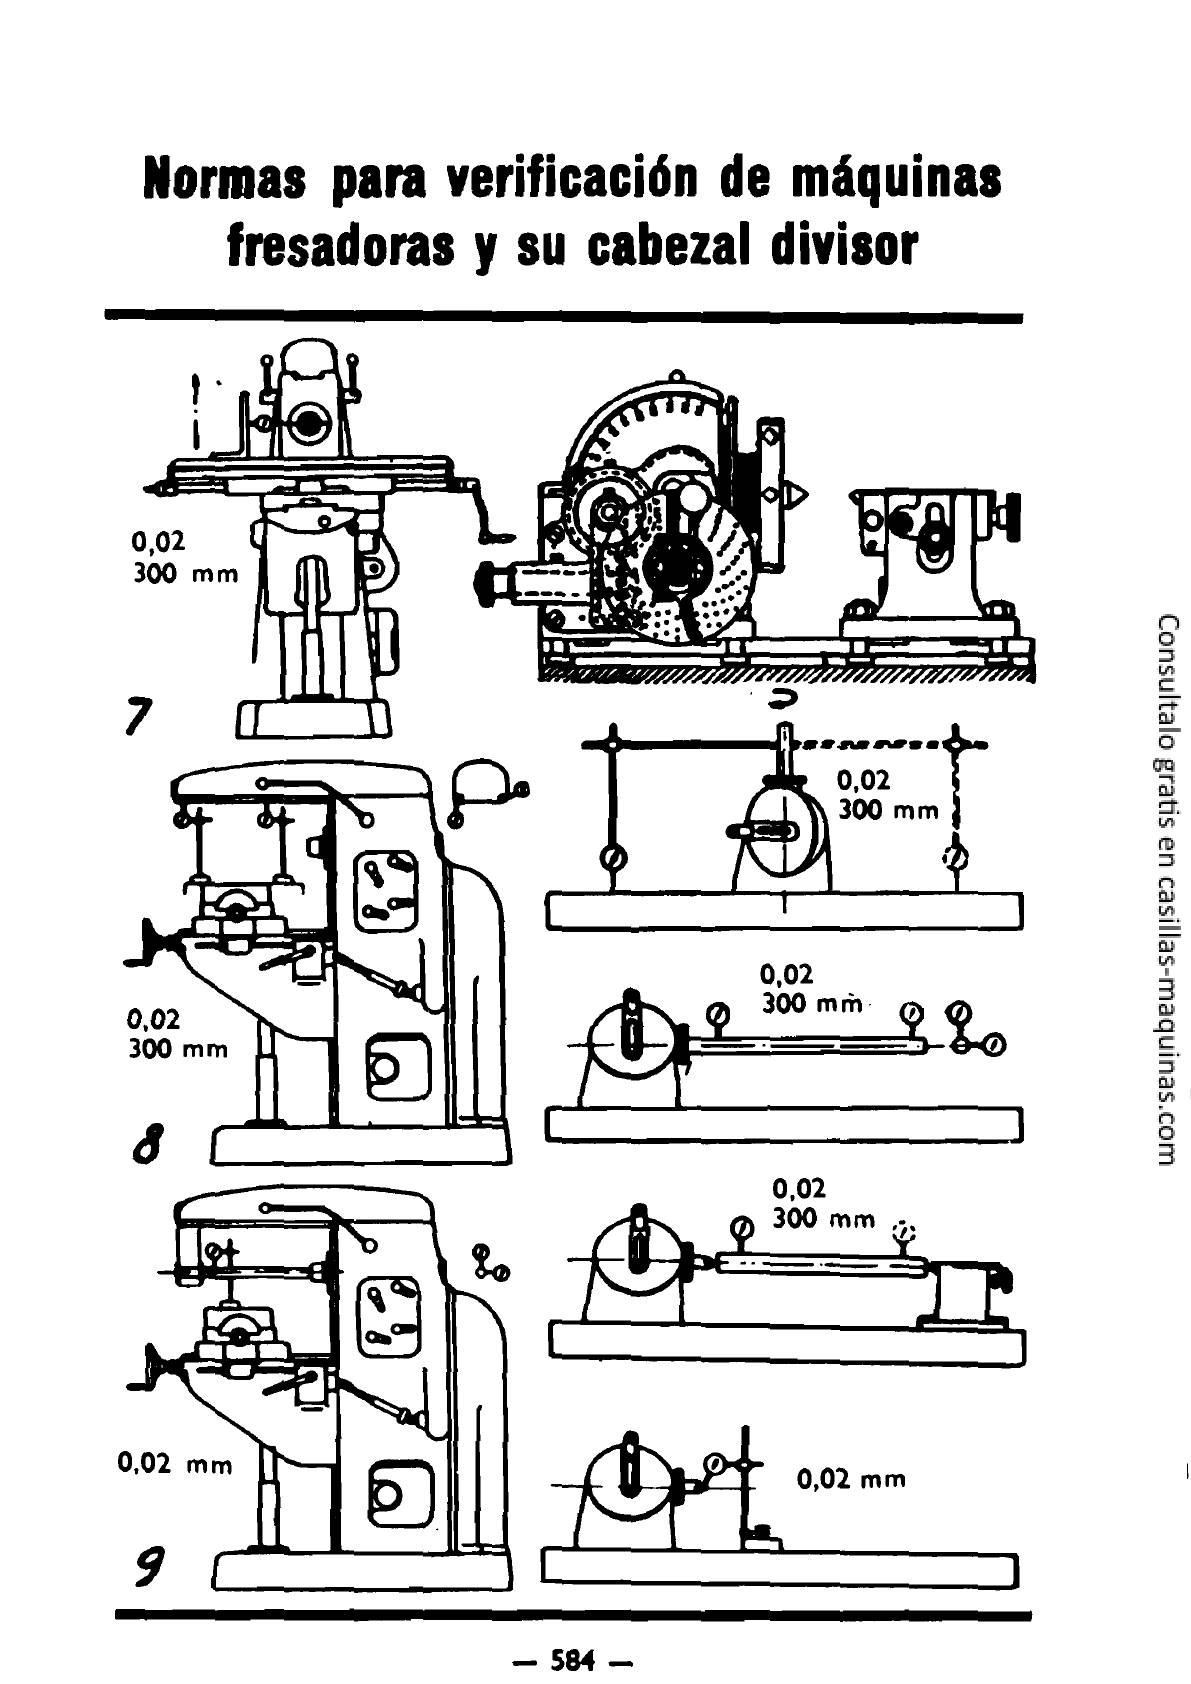 Normas para verificación de máquinas
fresadoras y su cabezal divisor
0,02
300 mm
7
0,02
300 mm
0,02
300 mm
8
0,02
300 mm
0,02
300 mm
0,02 mm
9
0,02 mm
— 584 —
Consultalo gratis en casillas-maquinas.com